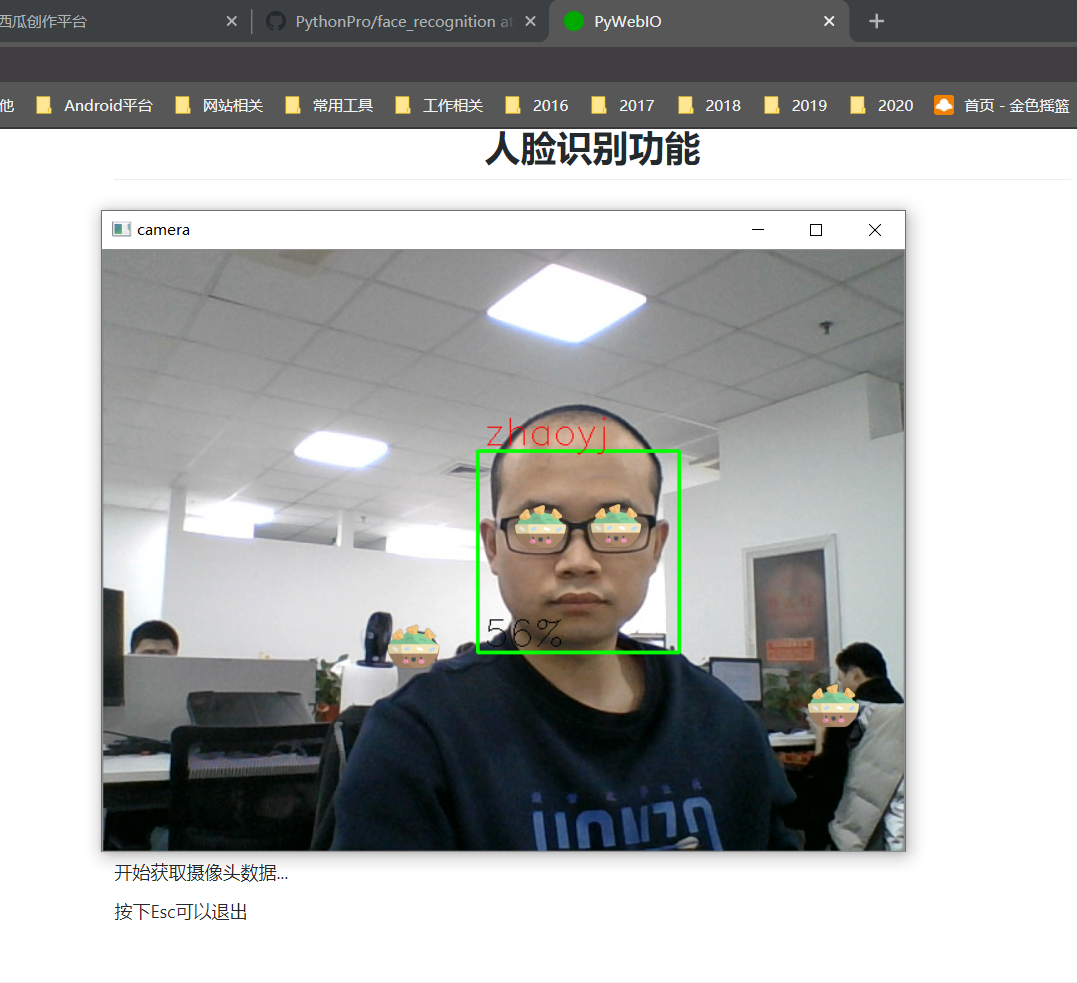 西瓜创作平台
PythonPro/face_recognition at
PyWebIO
他
Android平台
网站相关
常用工具
工作相关
2016
2017
2018
2019
2020
首页 - 金色摇篮
人脸识别功能
camera
zhaoyj
56%
开始获取摄像头数据...
按下Esc可以退出